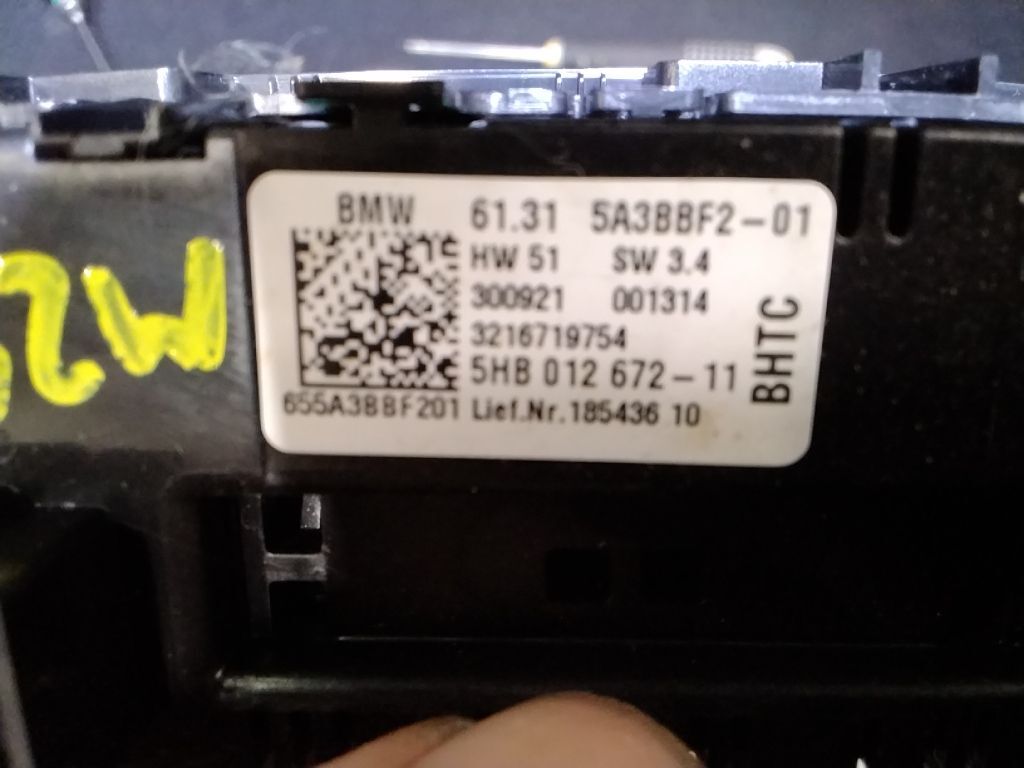 BMW 61.31 5A3BBF2-01
HW 51 SW 3.4
300921 001314
3216719754
5HB 012 672-11
655A3BBF201 Lief.Nr.185436 10
BHTC